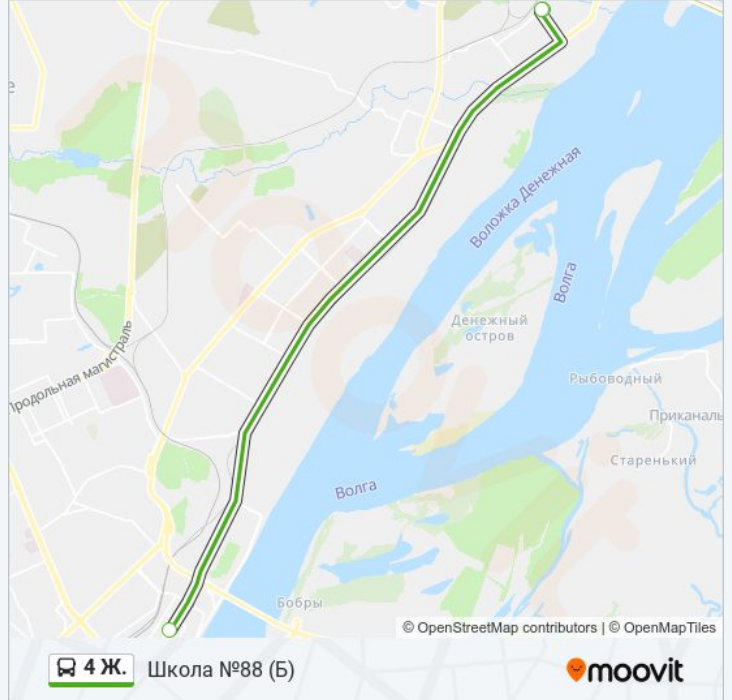 Воложка Денежная
Волга
Денежный
остров
Продольная магистраль
Рыбоводный
Приканаль
Старенький
Волга
Бобры
© OpenStreetMap contributors | © OpenMapTiles
4 Ж. Школа №88 (Б)
moovit